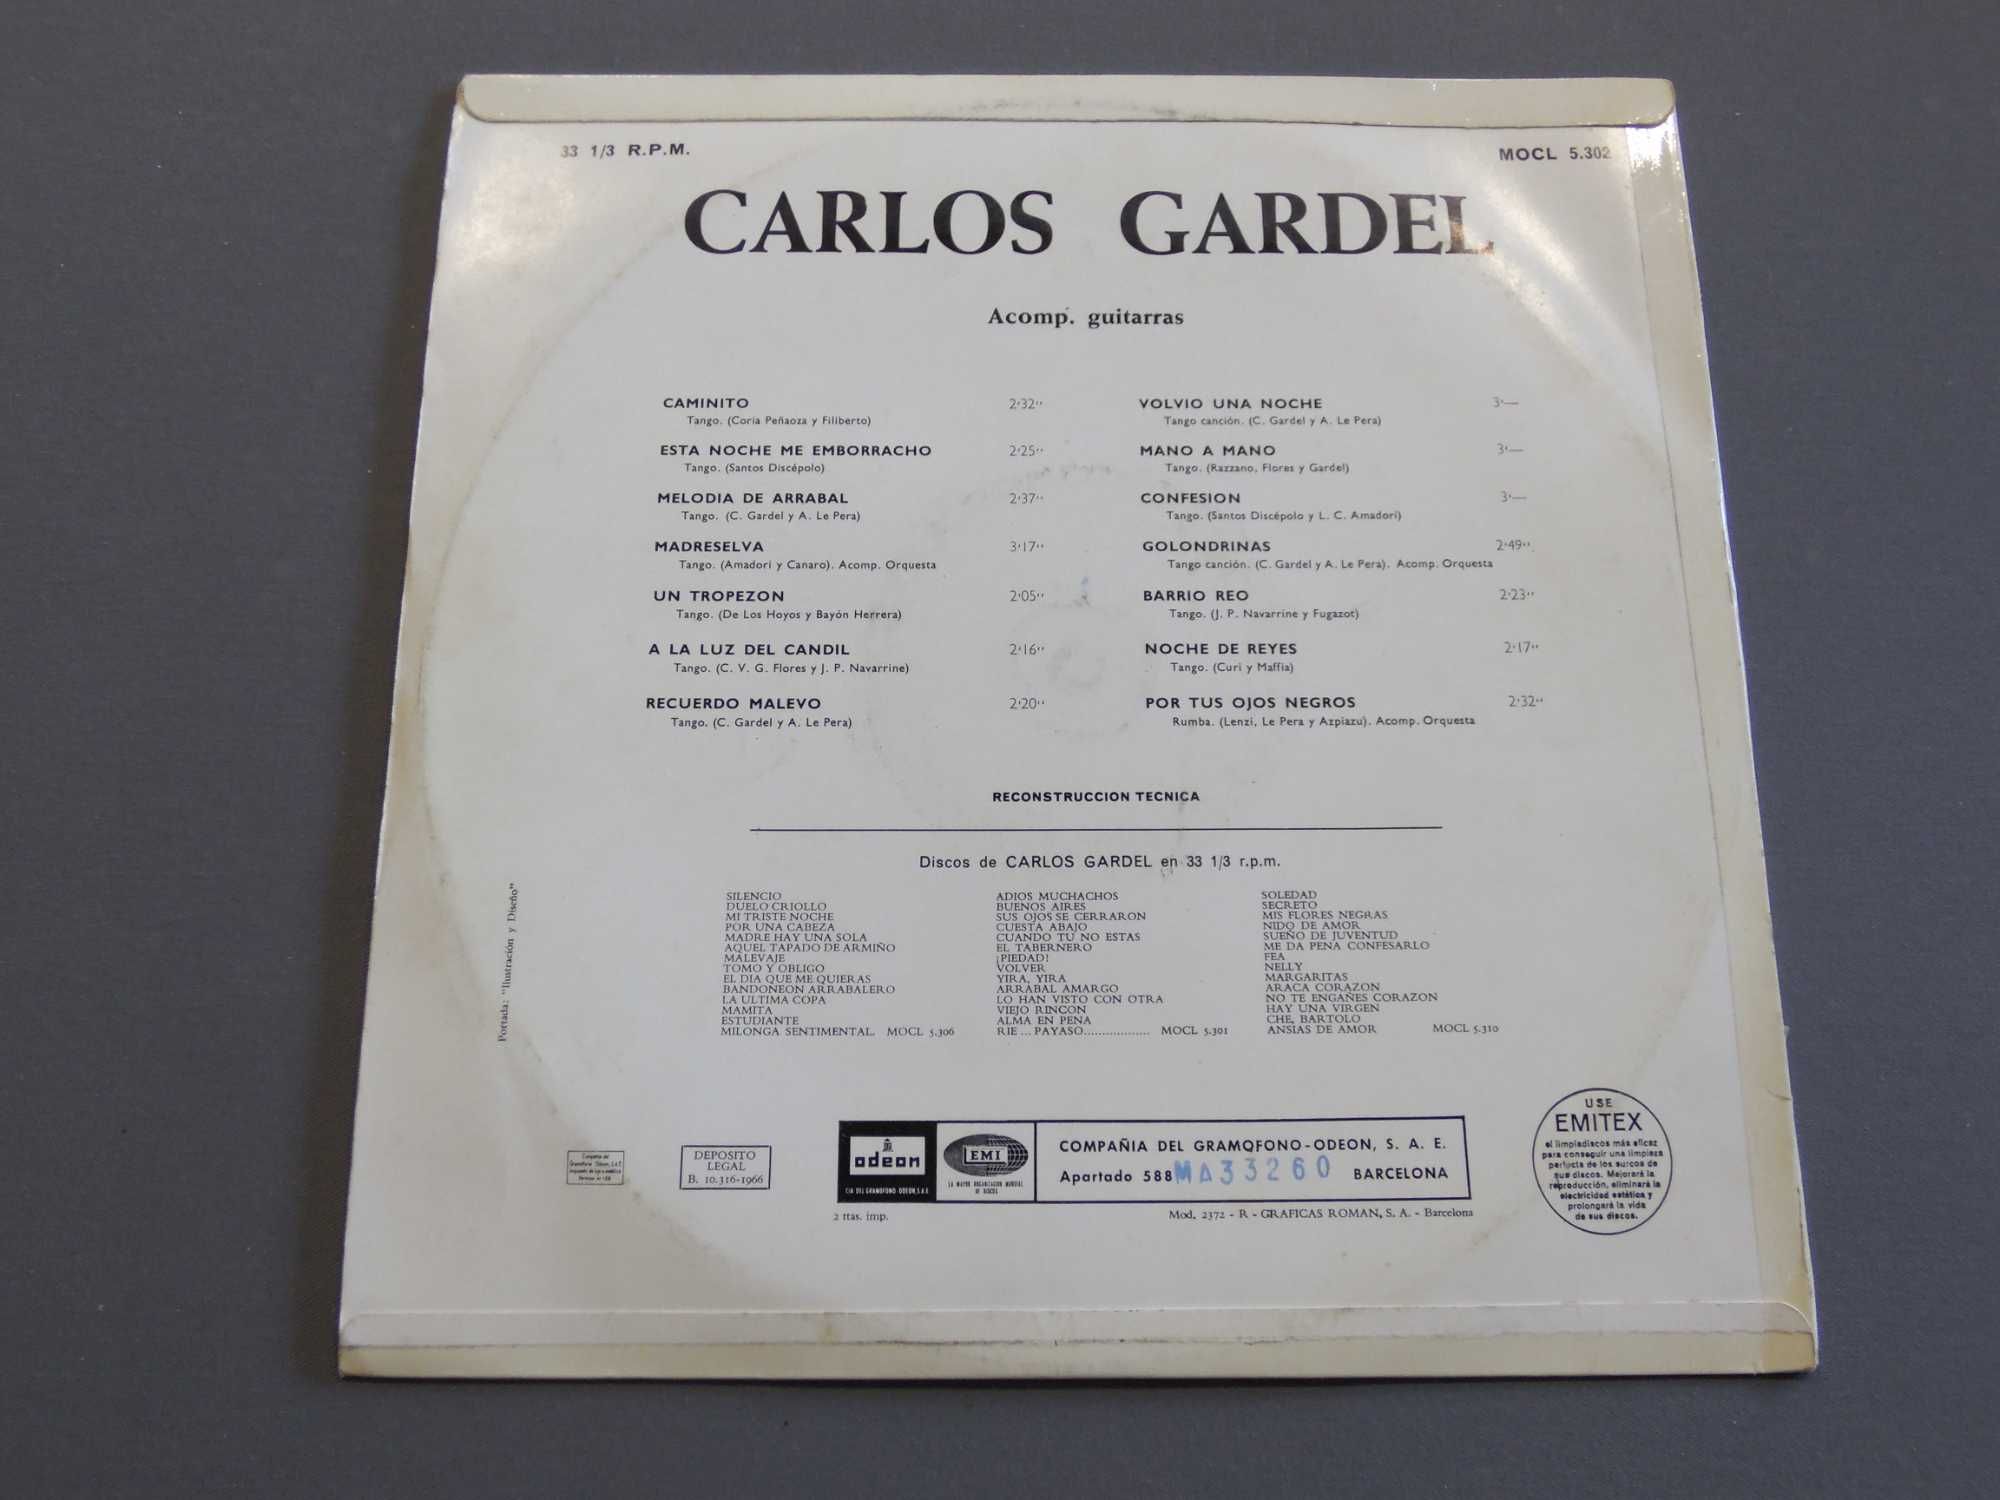 33 1/3 R.P.M.
MOCL 5.302
CARLOS GARDEL
Acomp. guitarras
CAMINITO 2'32''
Tango. (Coria Peñaoza y Filiberto)
ESTA NOCHE ME EMBORRACHO 2'25''
Tango. (Santos Discépolo)
MELODIA DE ARRABAL 2'37''
Tango. (C. Gardel y A. Le Pera)
MADRESELVA 3'17''
Tango. (Amadori y Canaro). Acomp. Orquesta
UN TROPEZON 2'05''
Tango. (De Los Hoyos y Bayón Herrera)
A LA LUZ DEL CANDIL 2'16''
Tango. (C. V. G. Flores y J. P. Navarrine)
RECUERDO MALEVO 2'20''
Tango. (C. Gardel y A. Le Pera)
VOLVIO UNA NOCHE 3'—
Tango canción. (C. Gardel y A. Le Pera)
MANO A MANO 3'—
Tango. (Razzano, Flores y Gardel)
CONFESION 3'—
Tango. (Santos Discépolo y L. C. Amadori)
GOLONDRINAS 2'49''
Tango canción. (C. Gardel y A. Le Pera). Acomp. Orquesta
BARRIO REO 2'23''
Tango. (J. P. Navarrine y Fugazot)
NOCHE DE REYES 2'17''
Tango. (Curi y Maffia)
POR TUS OJOS NEGROS 2'32''
Rumba. (Lenzi, Le Pera y Azpiazu). Acomp. Orquesta
RECONSTRUCCION TECNICA
Discos de CARLOS GARDEL en 33 1/3 r.p.m.
SILENCIO
DUELO CRIOLLO
MI TRISTE NOCHE
POR UNA CABEZA
MADRE HAY UNA SOLA
AQUEL TAPADO DE ARMIÑO
MALEVAJE
TOMO Y OBLIGO
EL DIA QUE ME QUIERAS
BANDONEON ARRABALERO
LA ULTIMA COPA
MAMITA
ESTUDIANTE
MILONGA SENTIMENTAL. MOCL 5.306
ADIOS MUCHACHOS
BUENOS AIRES
SUS OJOS SE CERRARON
CUESTA ABAJO
CUANDO TU NO ESTAS
EL TABERNERO
¡PIEDAD!
VOLVER
YIRA, YIRA
ARRABAL AMARGO
LO HAN VISTO CON OTRA
VIEJO RINCON
ALMA EN PENA
RIE ... PAYASO.................. MOCL 5.301
SOLEDAD
SECRETO
MIS FLORES NEGRAS
NIDO DE AMOR
SUEÑO DE JUVENTUD
ME DA PENA CONFESARLO
FEA
NELLY
MARGARITAS
ARACA CORAZON
NO TE ENGAÑES CORAZON
HAY UNA VIRGEN
CHE, BARTOLO
ANSIAS DE AMOR MOCL 5.310
Portada: "Ilustración y Diseño"
DEPOSITO
LEGAL
B. 10.316-1966
odeon
CIA DEL GRAMOFONO ODEON, S.A.E.
EMI
LA MAYOR ORGANIZACION MUNDIAL
DE DISCOS
COMPAÑIA DEL GRAMOFONO-ODEON, S. A. E.
Apartado 588 MA33260 BARCELONA
2 ttas. imp.
Mod. 2372 - R - GRAFICAS ROMAN, S. A. - Barcelona
USE
EMITEX
el limpiadiscos más eficaz
para conseguir una limpieza
perfecta de los surcos de
sus discos. Mejorará la
reproducción, eliminará la
electricidad estática y
prolongará la vida
de sus discos.